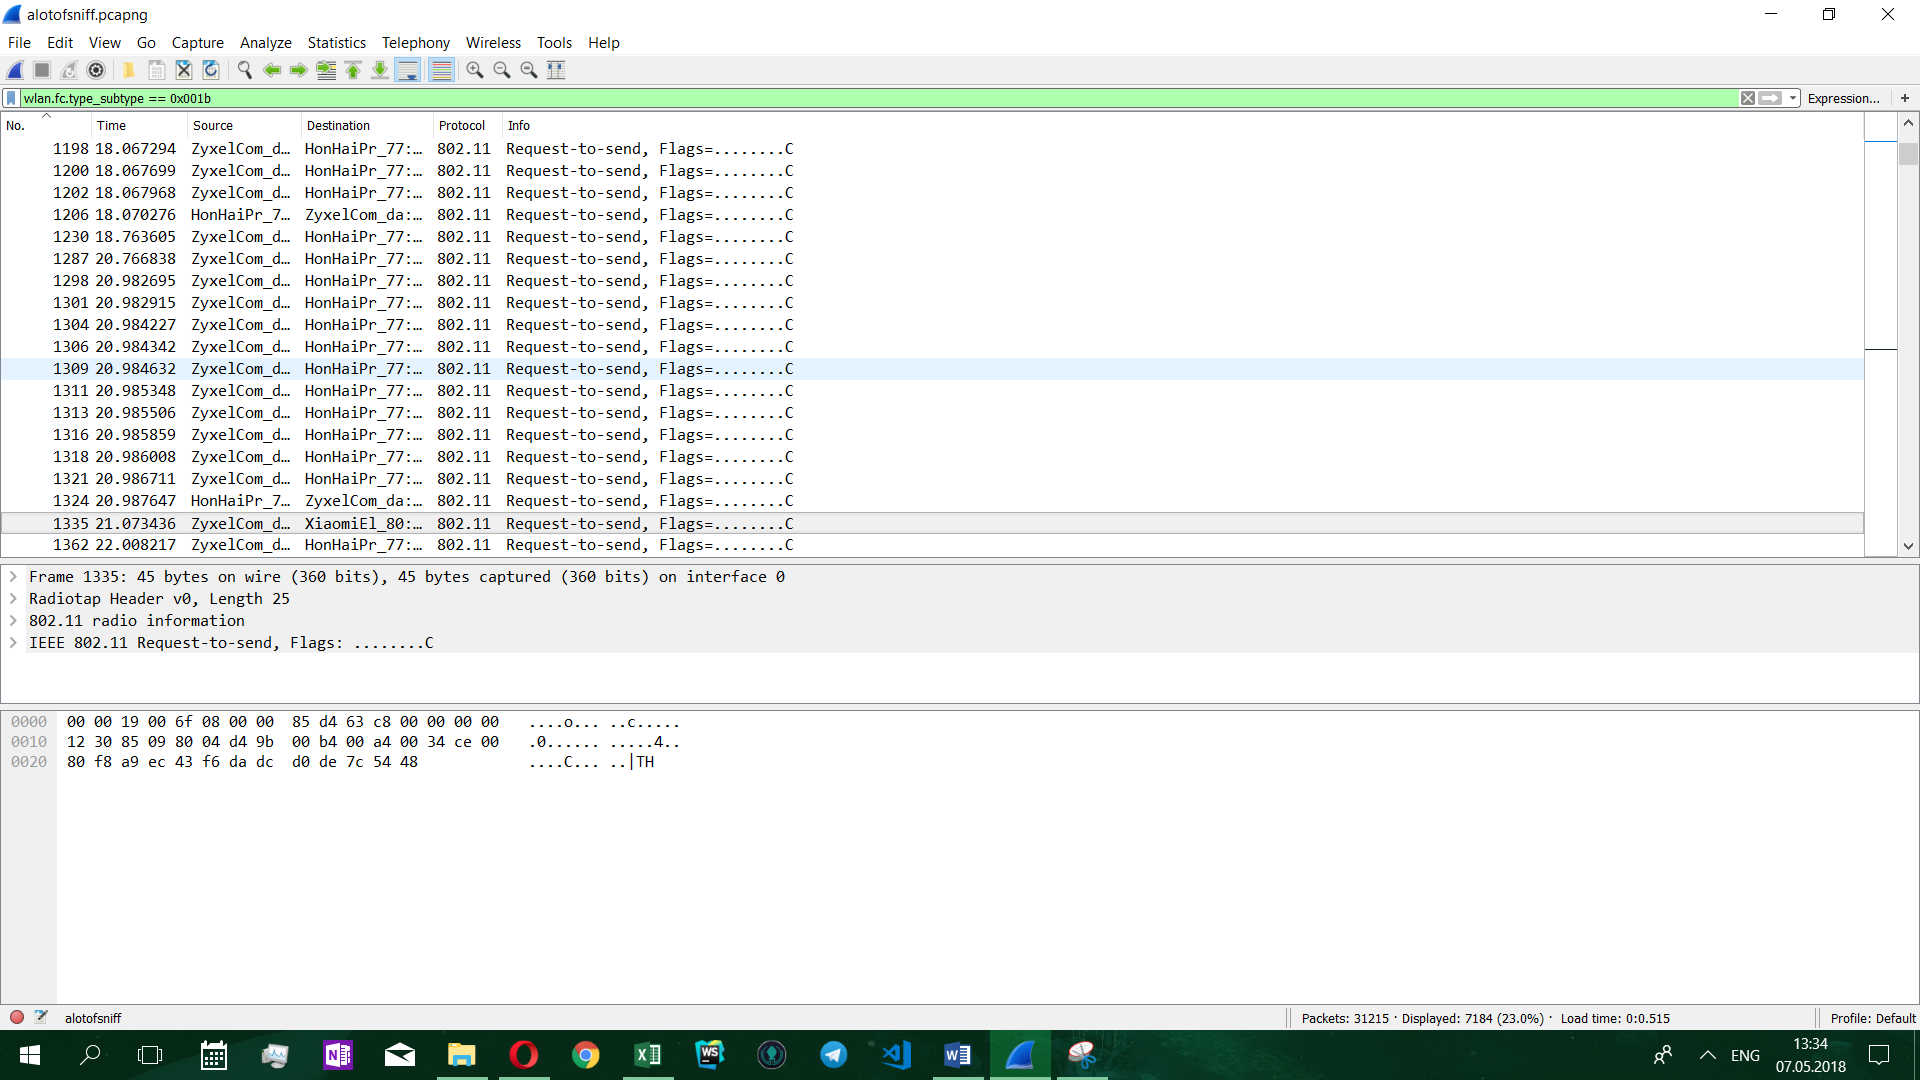 alotofsniff.pcapng
File Edit View Go Capture Analyze Statistics Telephony Wireless Tools Help
wlan.fc.type_subtype == 0x001b Expression... +
No. Time Source Destination Protocol Info
1198 18.067294 ZyxelCom_d… HonHaiPr_77:… 802.11 Request-to-send, Flags=........C
1200 18.067699 ZyxelCom_d… HonHaiPr_77:… 802.11 Request-to-send, Flags=........C
1202 18.067968 ZyxelCom_d… HonHaiPr_77:… 802.11 Request-to-send, Flags=........C
1206 18.070276 HonHaiPr_7… ZyxelCom_da:… 802.11 Request-to-send, Flags=........C
1230 18.763605 ZyxelCom_d… HonHaiPr_77:… 802.11 Request-to-send, Flags=........C
1287 20.766838 ZyxelCom_d… HonHaiPr_77:… 802.11 Request-to-send, Flags=........C
1298 20.982695 ZyxelCom_d… HonHaiPr_77:… 802.11 Request-to-send, Flags=........C
1301 20.982915 ZyxelCom_d… HonHaiPr_77:… 802.11 Request-to-send, Flags=........C
1304 20.984227 ZyxelCom_d… HonHaiPr_77:… 802.11 Request-to-send, Flags=........C
1306 20.984342 ZyxelCom_d… HonHaiPr_77:… 802.11 Request-to-send, Flags=........C
1309 20.984632 ZyxelCom_d… HonHaiPr_77:… 802.11 Request-to-send, Flags=........C
1311 20.985348 ZyxelCom_d… HonHaiPr_77:… 802.11 Request-to-send, Flags=........C
1313 20.985506 ZyxelCom_d… HonHaiPr_77:… 802.11 Request-to-send, Flags=........C
1316 20.985859 ZyxelCom_d… HonHaiPr_77:… 802.11 Request-to-send, Flags=........C
1318 20.986008 ZyxelCom_d… HonHaiPr_77:… 802.11 Request-to-send, Flags=........C
1321 20.986711 ZyxelCom_d… HonHaiPr_77:… 802.11 Request-to-send, Flags=........C
1324 20.987647 HonHaiPr_7… ZyxelCom_da:… 802.11 Request-to-send, Flags=........C
1335 21.073436 ZyxelCom_d… XiaomiEl_80:… 802.11 Request-to-send, Flags=........C
1362 22.008217 ZyxelCom_d… HonHaiPr_77:… 802.11 Request-to-send, Flags=........C
Frame 1335: 45 bytes on wire (360 bits), 45 bytes captured (360 bits) on interface 0
Radiotap Header v0, Length 25
802.11 radio information
IEEE 802.11 Request-to-send, Flags: ........C
0000 00 00 19 00 6f 08 00 00 85 d4 63 c8 00 00 00 00 ....o... ..c.....
0010 12 30 85 09 80 04 d4 9b 00 b4 00 a4 00 34 ce 00 .0...... .....4..
0020 80 f8 a9 ec 43 f6 da dc d0 de 7c 54 48 ....C... ..|TH
alotofsniff Packets: 31215 · Displayed: 7184 (23.0%) · Load time: 0:0.515 Profile: Default
N WS ENG 13:34
07.05.2018